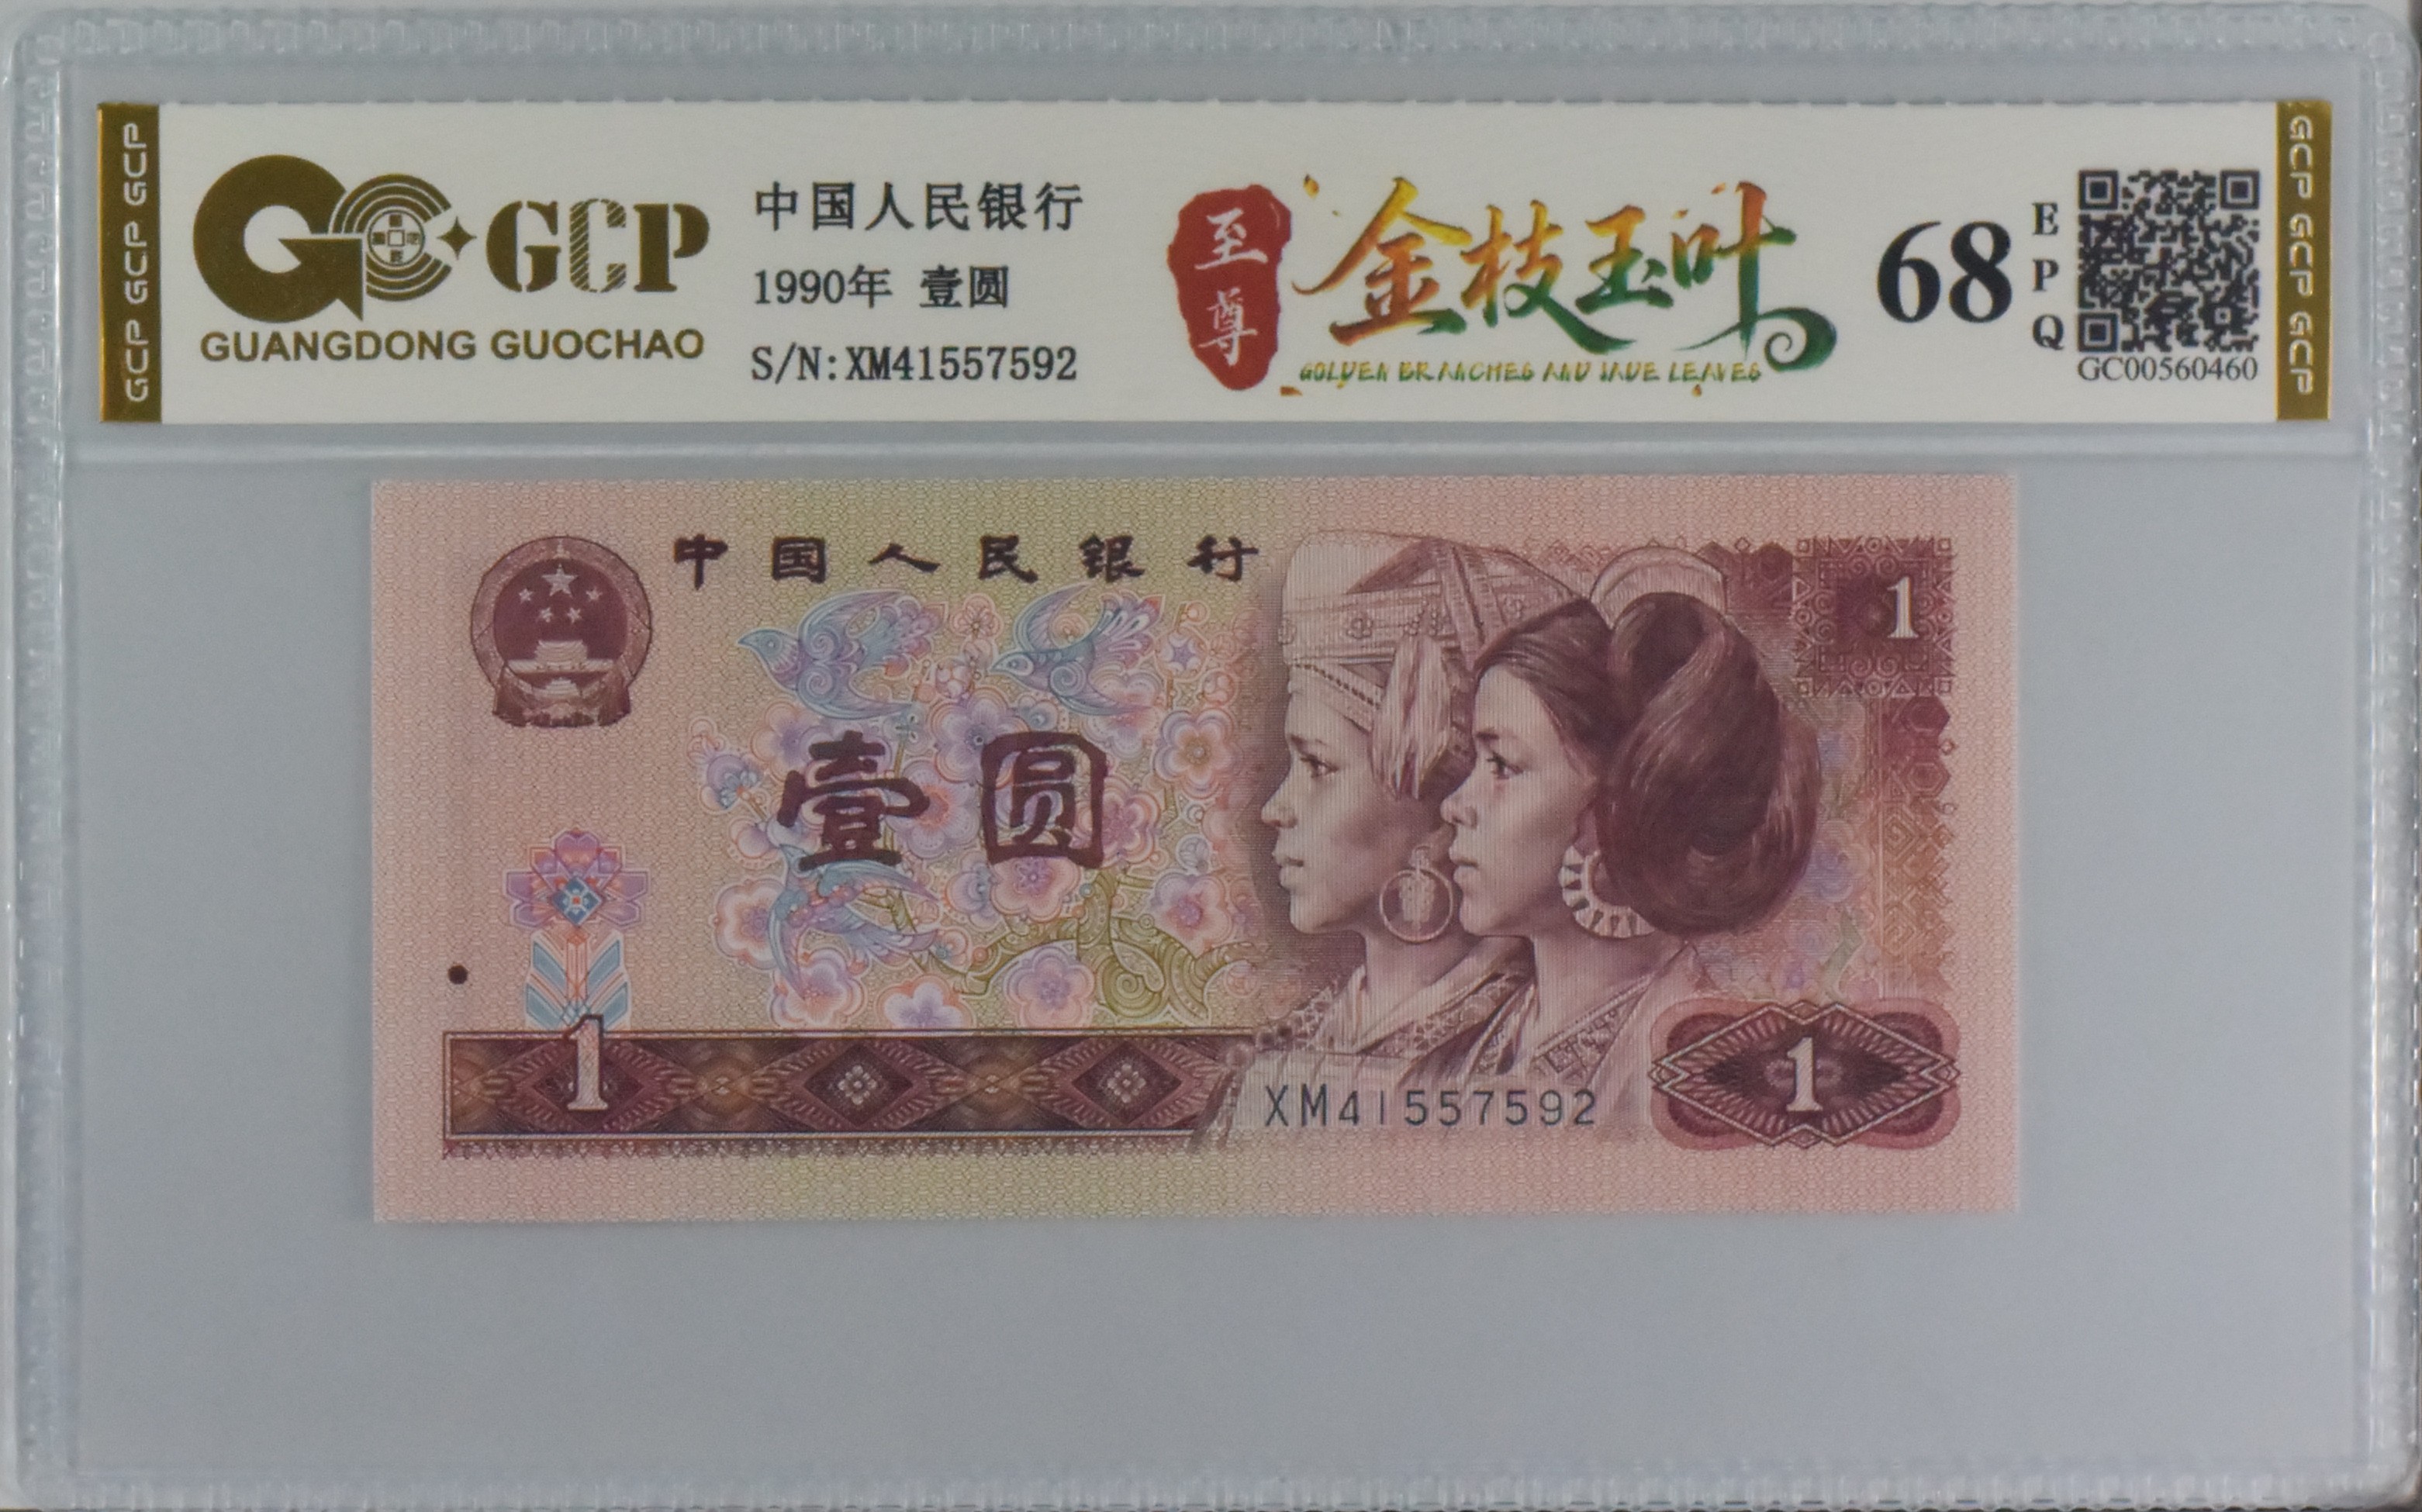 GCP GCP GCP
GCP
GUANGDONG GUOCHAO
中国人民银行
1990年 壹圆
S/N:XM41557592
至尊
金枝玉叶
GOLDEN BRANCHES AND JADE LEAVES
68
EPQ
GC00560460
GCP GCP GCP
中国人民银行
1
壹圆
1
XM41557592
1